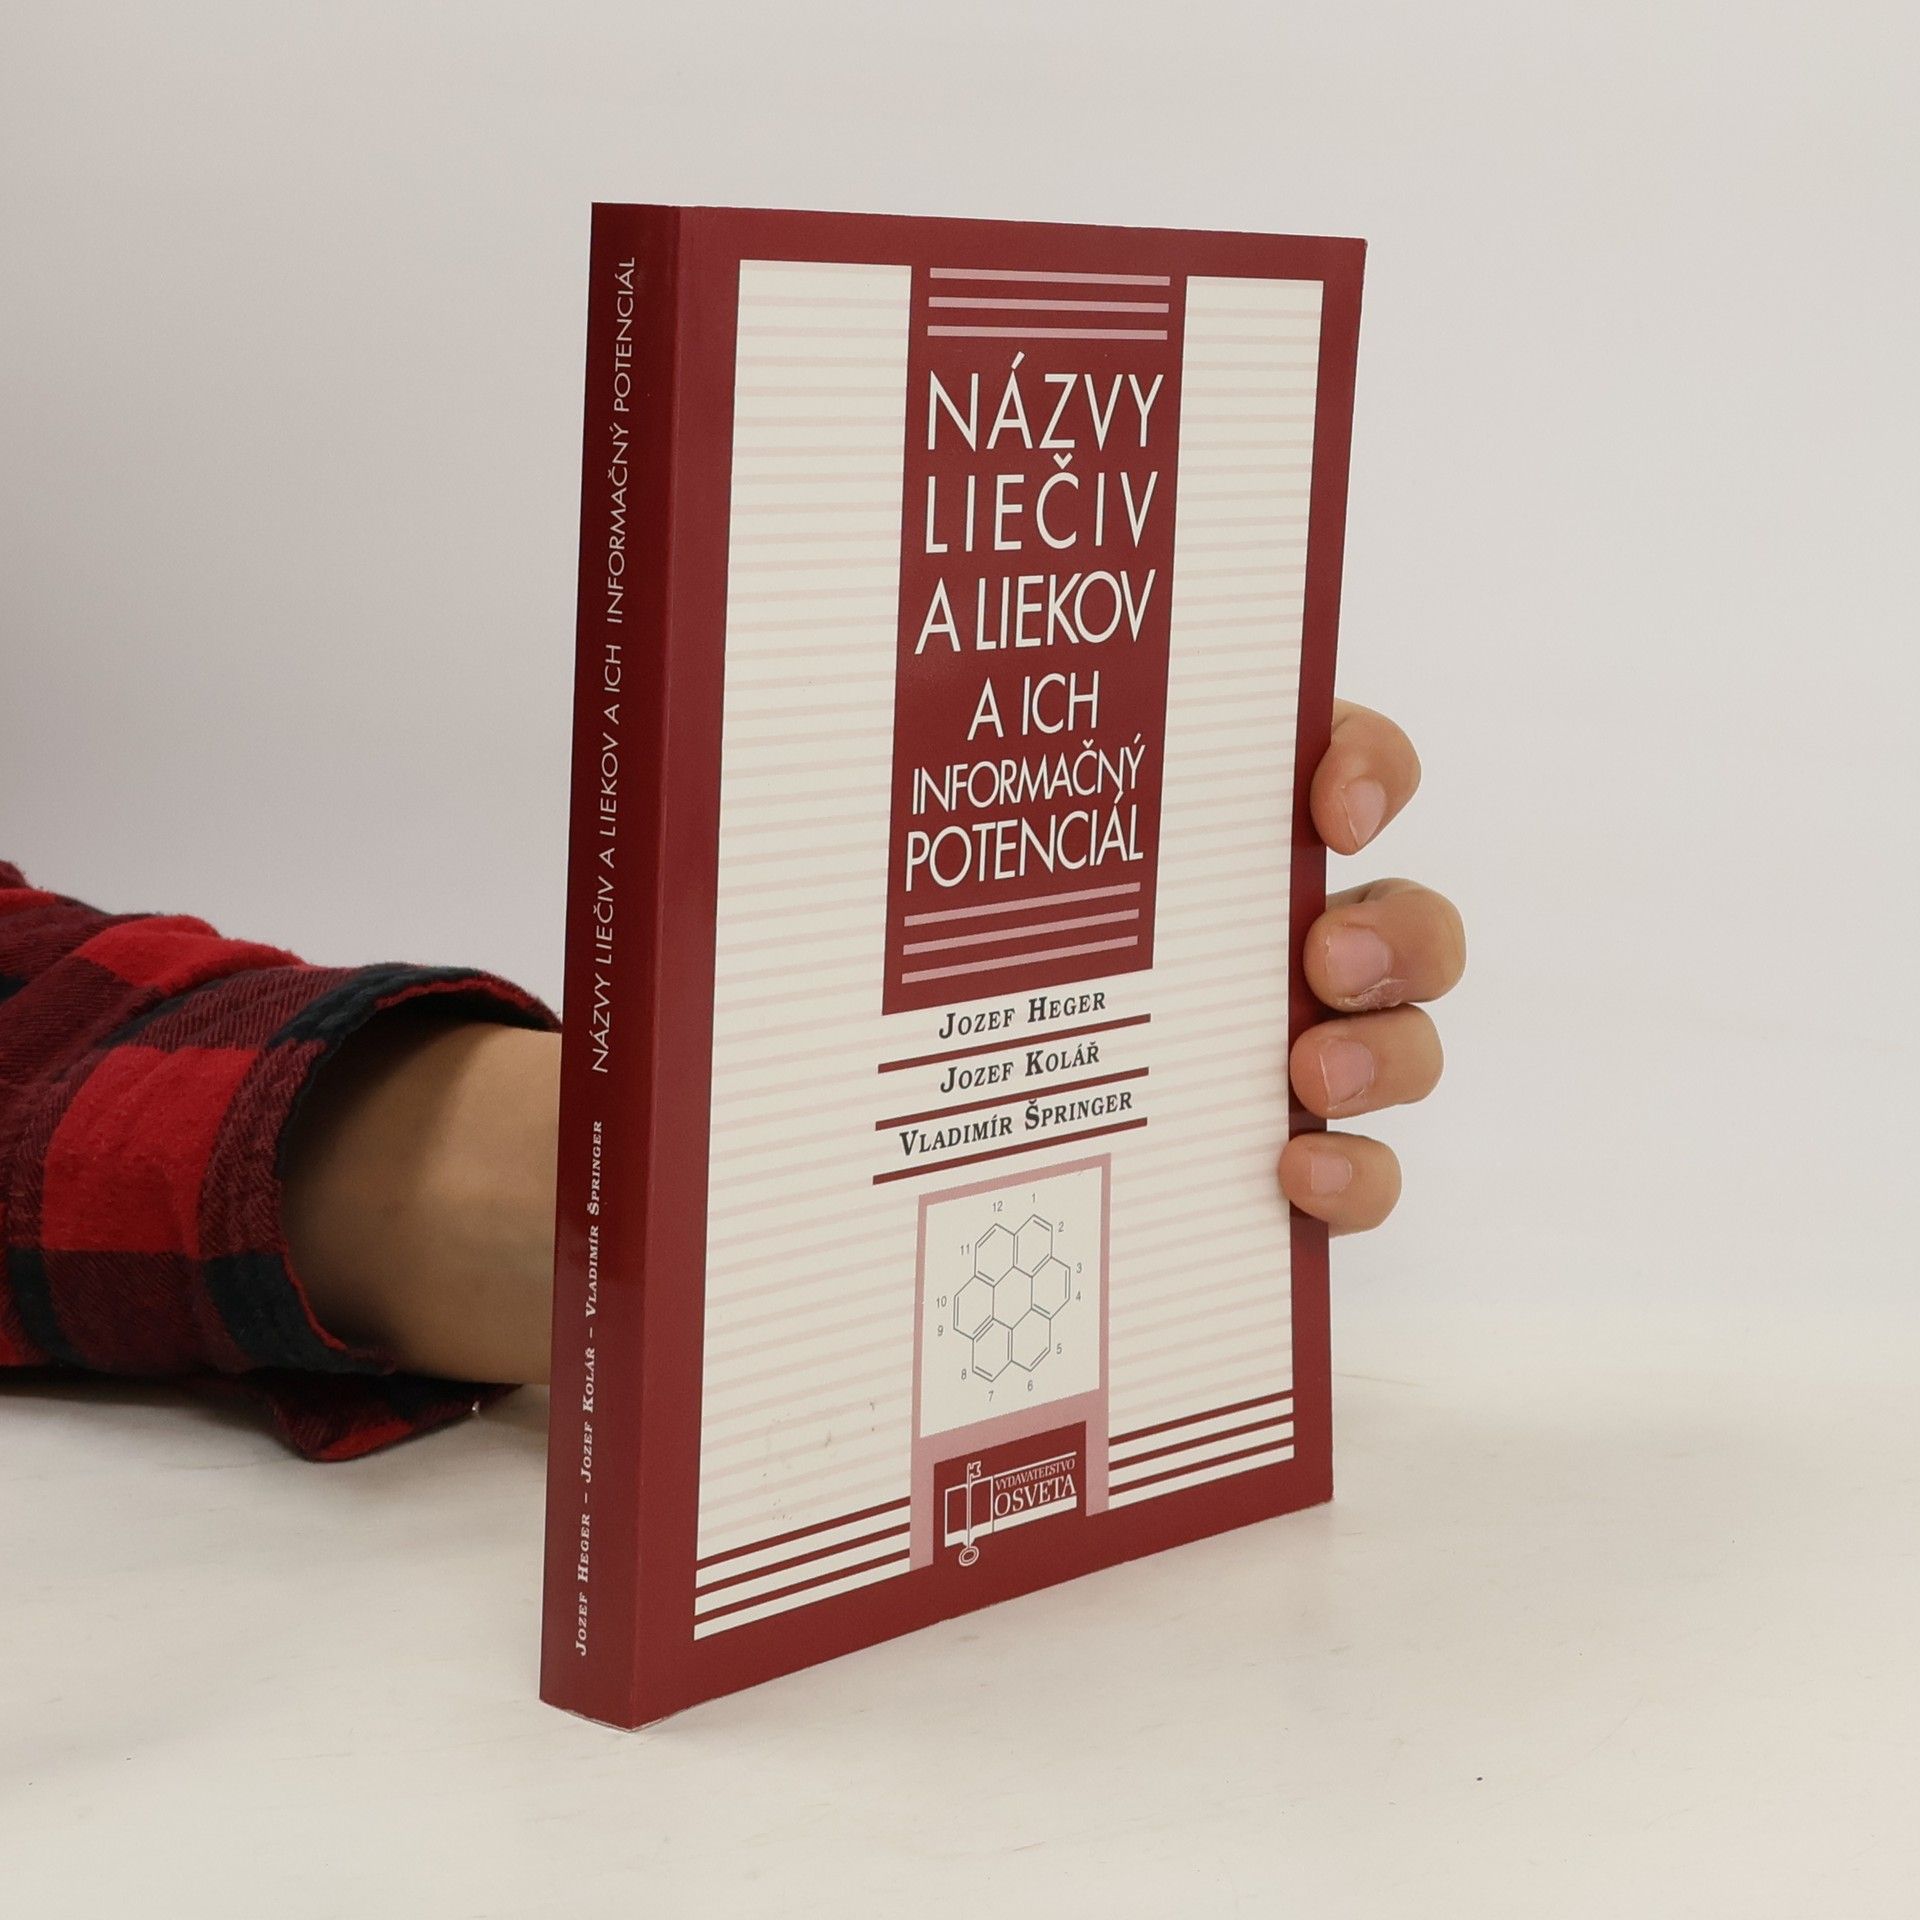 NÁZVY LIEČIV A LIEKOV A ICH INFORMAČNÝ POTENCIÁL
JOZEF HEGER – JOZEF KOLÁŘ – VLADIMÍR ŠPRINGER
NÁZVY
LIEČIV
A LIEKOV
A ICH
INFORMAČNÝ
POTENCIÁL
JOZEF HEGER
JOZEF KOLÁŘ
VLADIMÍR ŠPRINGER
12 1
11 2
3
10 4
9
8 5
7 6
VYDAVATEĽSTVO
OSVETA